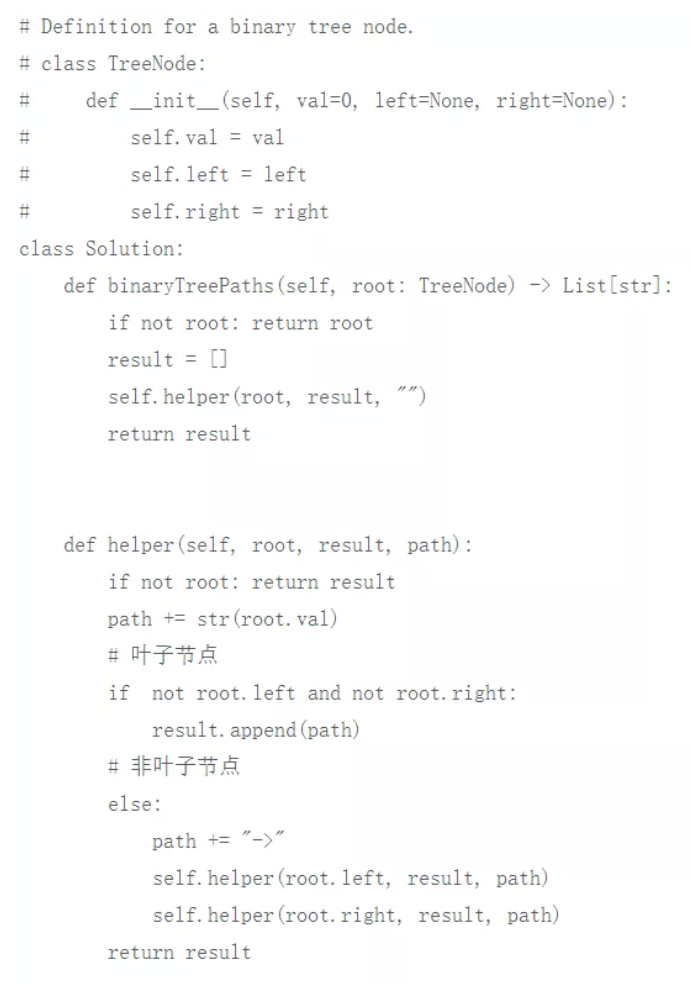 # Definition for a binary tree node.
# class TreeNode:
#     def __init__(self, val=0, left=None, right=None):
#         self.val = val
#         self.left = left
#         self.right = right
class Solution:
    def binaryTreePaths(self, root: TreeNode) -> List[str]:
        if not root: return root
        result = []
        self.helper(root, result, "")
        return result
    def helper(self, root, result, path):
        if not root: return result
        path += str(root.val)
        # 叶子节点
        if  not root.left and not root.right:
            result.append(path)
        # 非叶子节点
        else:
            path += "->"
            self.helper(root.left, result, path)
            self.helper(root.right, result, path)
        return result